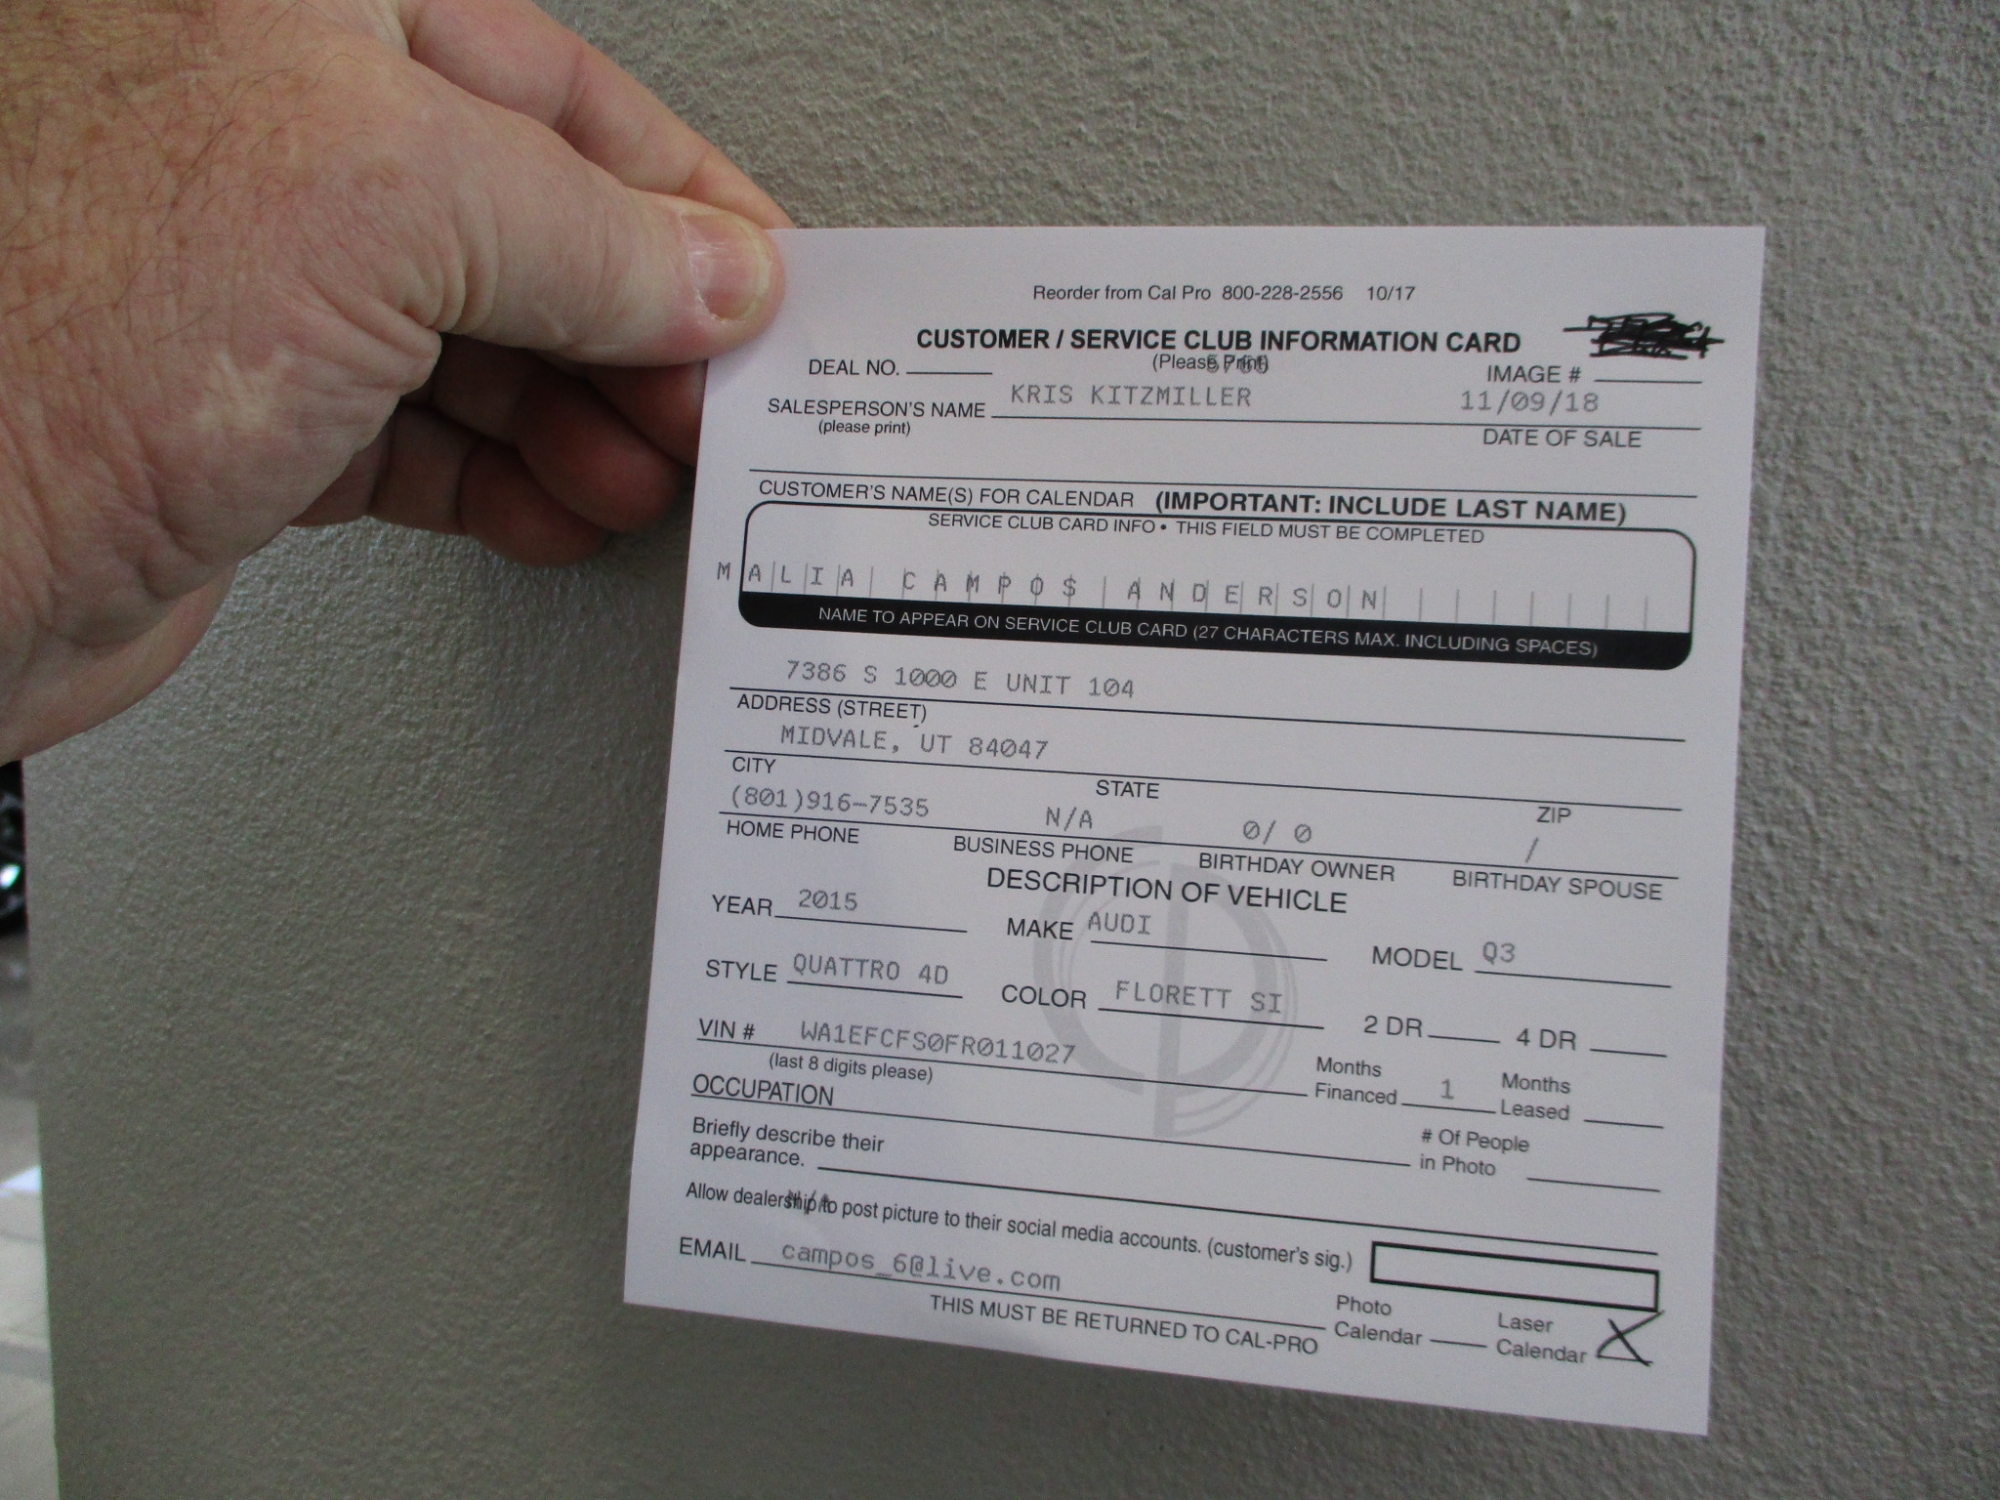 Reorder from Cal Pro 800-228-2556 10/17
CUSTOMER / SERVICE CLUB INFORMATION CARD
(Please Print)
DEAL NO. IMAGE #
KRIS KITZMILLER 11/09/18
SALESPERSON'S NAME
(please print) DATE OF SALE
CUSTOMER'S NAME(S) FOR CALENDAR (IMPORTANT: INCLUDE LAST NAME)
SERVICE CLUB CARD INFO • THIS FIELD MUST BE COMPLETED
MALIA CAMPOS ANDERSON
NAME TO APPEAR ON SERVICE CLUB CARD (27 CHARACTERS MAX. INCLUDING SPACES)
7386 S 1000 E UNIT 104
ADDRESS (STREET)
MIDVALE, UT 84047
CITY STATE ZIP
(801)916-7535 N/A 0/ 0 /
HOME PHONE BUSINESS PHONE BIRTHDAY OWNER BIRTHDAY SPOUSE
DESCRIPTION OF VEHICLE
YEAR 2015 MAKE AUDI MODEL Q3
STYLE QUATTRO 4D COLOR FLORETT SI 2 DR 4 DR
VIN # WA1EFCFS0FR011027
(last 8 digits please) Months Financed 1 Months Leased
OCCUPATION
Briefly describe their # Of People
appearance. in Photo
Allow dealership to post picture to their social media accounts. (customer's sig.)
EMAIL campos_6@live.com
THIS MUST BE RETURNED TO CAL-PRO Photo Calendar Laser Calendar X